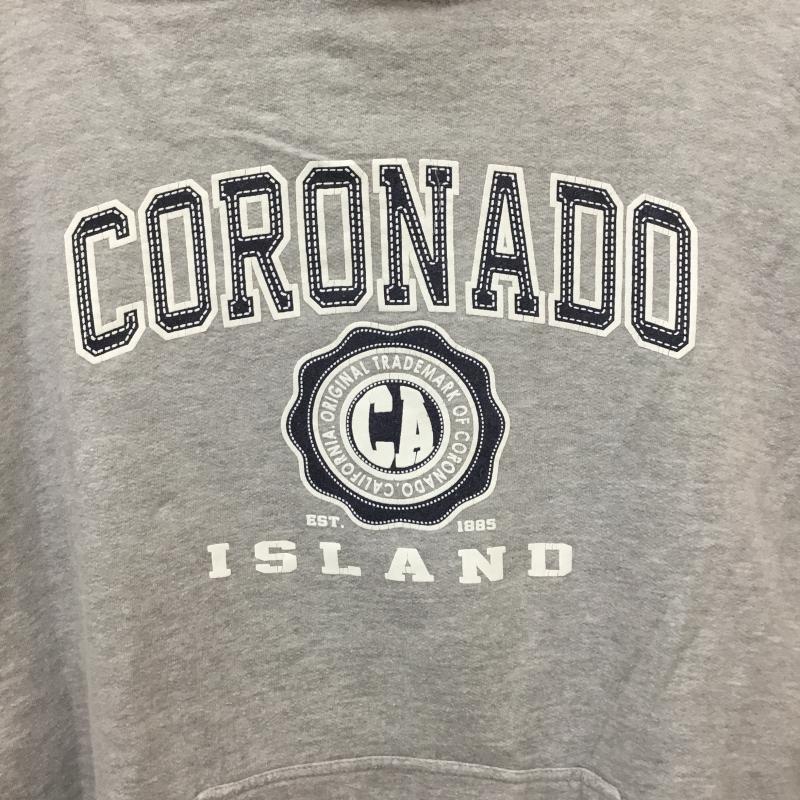 CORONADO
ORIGINAL TRADEMARK OF CORONADO, CALIFORNIA.
CA
EST. 1885
ISLAND